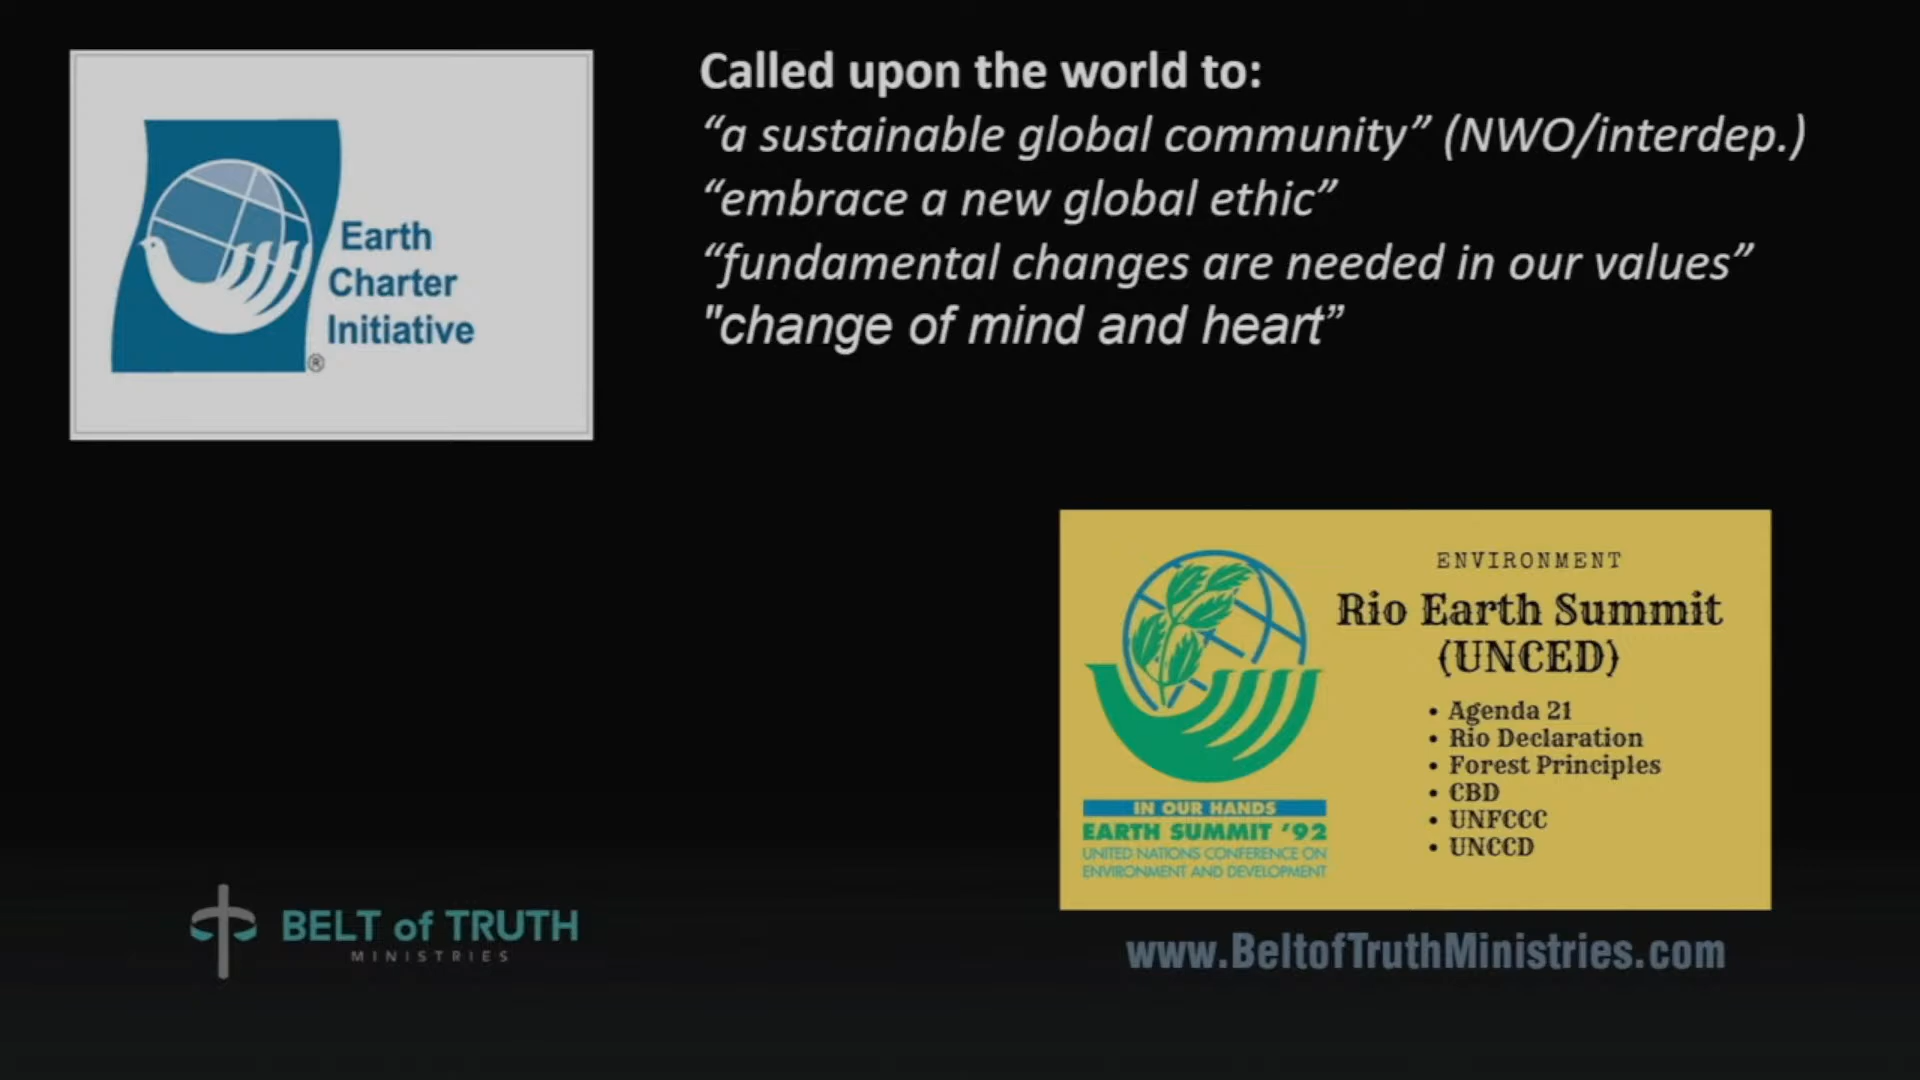 Earth
Charter
Initiative
®
Called upon the world to:
“a sustainable global community” (NWO/interdep.)
“embrace a new global ethic”
“fundamental changes are needed in our values”
"change of mind and heart”
ENVIRONMENT
Rio Earth Summit
(UNCED)
• Agenda 21
• Rio Declaration
• Forest Principles
• CBD
• UNFCCC
• UNCCD
IN OUR HANDS
EARTH SUMMIT '92
UNITED NATIONS CONFERENCE ON
ENVIRONMENT AND DEVELOPMENT
BELT of TRUTH
MINISTRIES
www.BeltofTruthMinistries.com